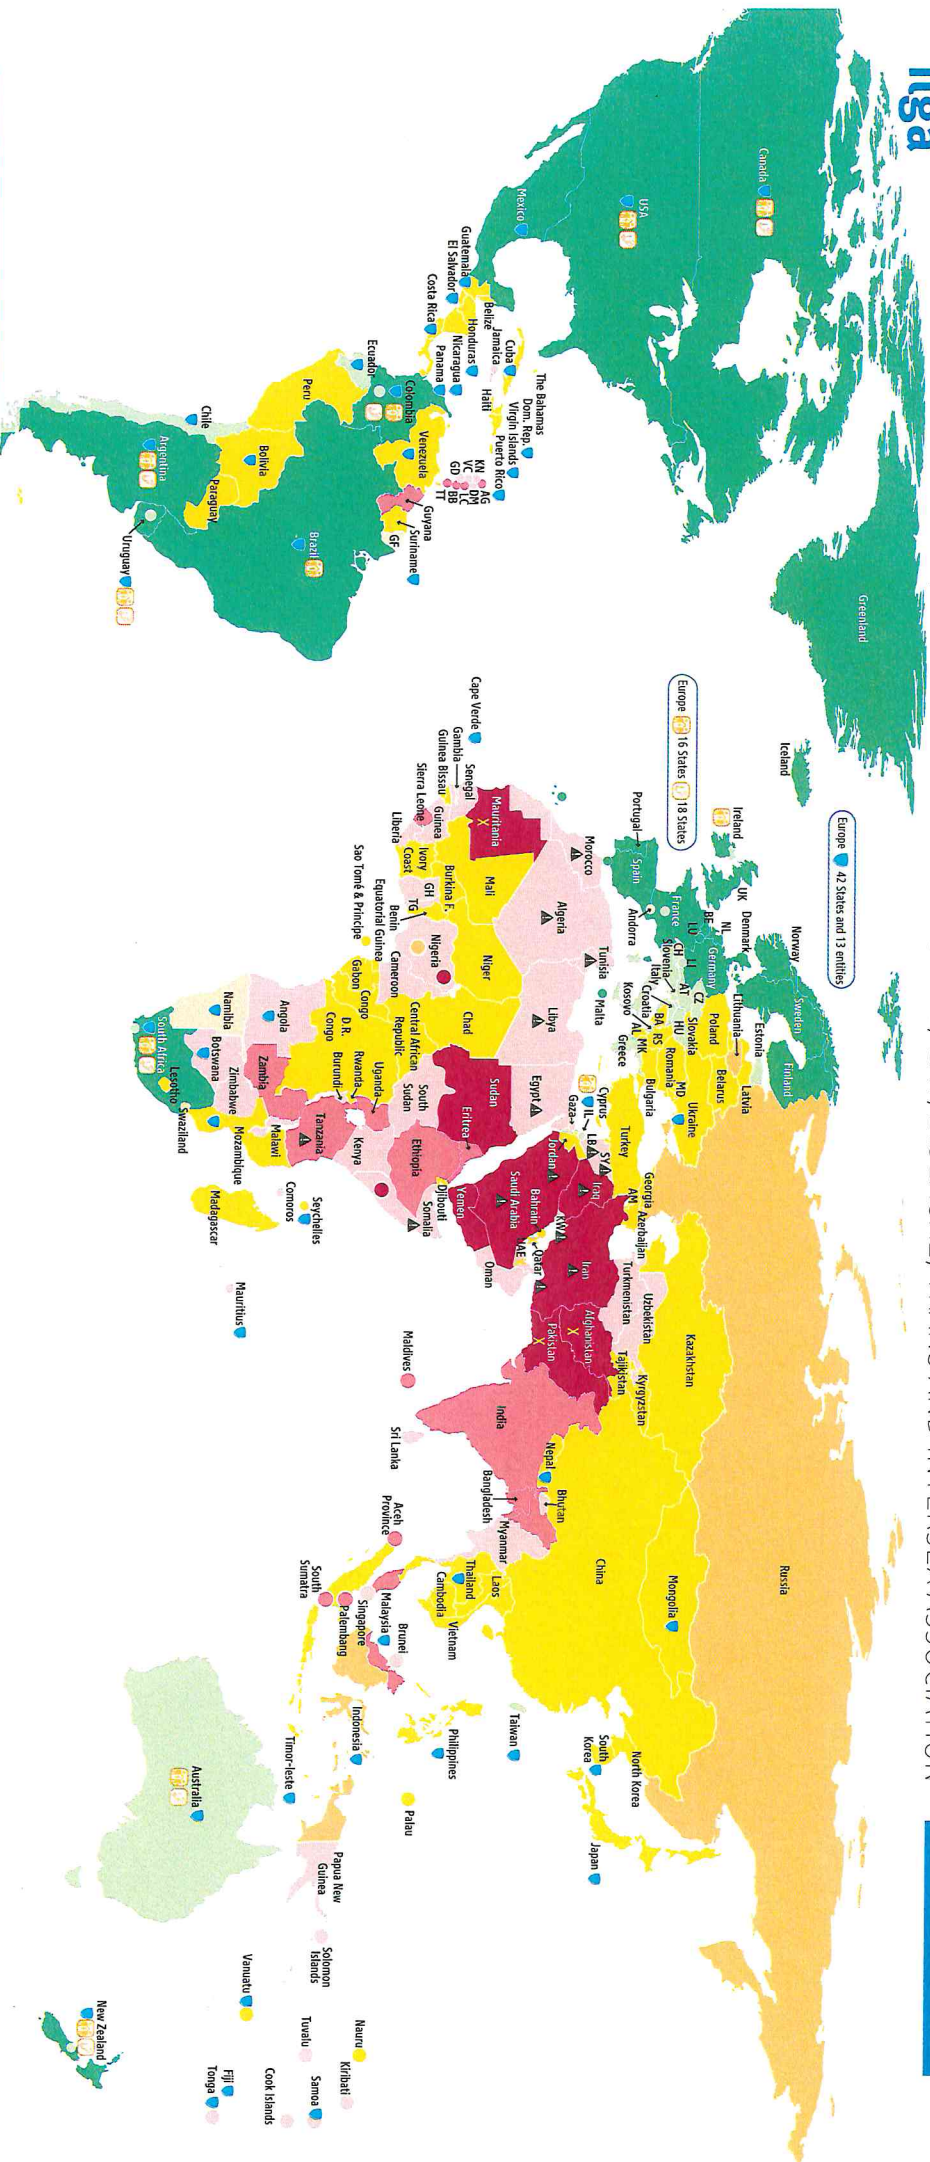 ilga
Canada
USA
Mexico
Greenland
Guatemala
El Salvador
Belize
Honduras
Costa Rica
Nicaragua
Panama
Jamaica
Cuba
Haiti
The Bahamas
Dom. Rep.
Virgin Islands
Puerto Rico
KN
AG
VC
DM
LC
GD
BB
TT
Ecuador
Colombia
Venezuela
Guyana
Suriname
GF
Peru
Brazil
Bolivia
Paraguay
Chile
Argentina
Uruguay
Europe 42 States and 13 entities
Europe 16 States 18 States
Iceland
Ireland
UK
Norway
Sweden
Finland
Denmark
Estonia
Latvia
Lithuania
NL
BE
LU
Germany
Poland
Belarus
Portugal
Spain
France
Andorra
CH
LI
AT
CZ
Slovakia
Ukraine
Slovenia
Italy
HU
MD
Croatia
BA
RS
Romania
Kosovo
AL
MK
Bulgaria
Greece
Malta
Russia
Georgia
AM
Azerbaijan
Turkey
Cyprus
IL
LB
SY
Gaza
Jordan
Iraq
Iran
KW
Bahrain
Qatar
UAE
Saudi Arabia
Oman
Yemen
Kazakhstan
Uzbekistan
Turkmenistan
Kyrgyzstan
Tajikistan
Afghanistan
Pakistan
India
Nepal
Bhutan
Bangladesh
Sri Lanka
Maldives
Myanmar
China
Mongolia
North Korea
South Korea
Japan
Taiwan
Laos
Thailand
Cambodia
Vietnam
Philippines
Malaysia
Brunei
Singapore
Aceh Province
South Sumatra
Palembang
Indonesia
Timor-leste
Palau
Morocco
Algeria
Tunisia
Libya
Egypt
Cape Verde
Senegal
Gambia
Guinea Bissau
Guinea
Sierra Leone
Liberia
Mauritania
Mali
Burkina F.
Ivory Coast
GH
TG
Benin
Niger
Nigeria
Chad
Sudan
Eritrea
Djibouti
Ethiopia
Somalia
South Sudan
Central African Republic
Cameroon
Equatorial Guinea
Sao Tomé & Principe
Gabon
Congo
D.R. Congo
Uganda
Rwanda
Burundi
Kenya
Tanzania
Angola
Zambia
Malawi
Mozambique
Zimbabwe
Namibia
Botswana
South Africa
Lesotho
Swaziland
Madagascar
Comoros
Seychelles
Mauritius
Australia
Papua New Guinea
Solomon Islands
Vanuatu
Nauru
Kiribati
Tuvalu
Samoa
Cook Islands
Fiji
Tonga
New Zealand